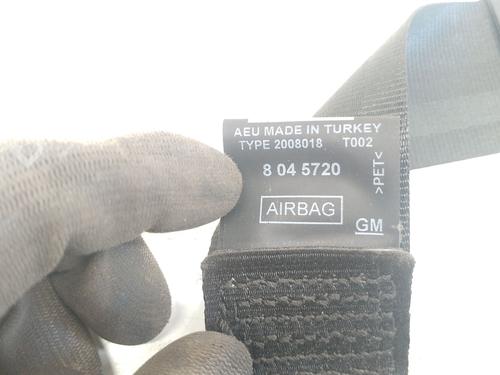 AEU MADE IN TURKEY
TYPE 2008018 T002
8 04 5720
>PET<
AIRBAG
GM